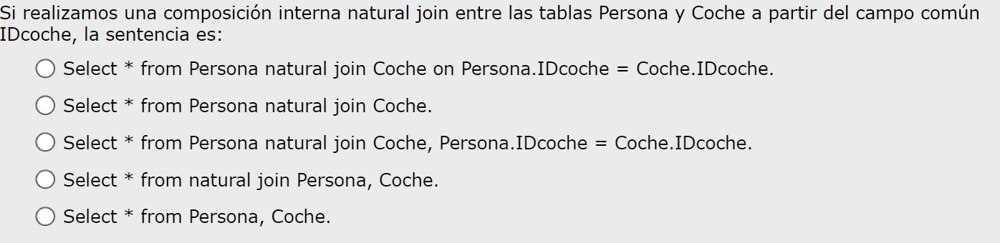 Si realizamos una composición interna natural join entre las tablas Persona y Coche a partir del campo común
IDcoche, la sentencia es:
Select * from Persona natural join Coche on Persona.IDcoche = Coche.IDcoche.
Select * from Persona natural join Coche.
Select * from Persona natural join Coche, Persona.IDcoche = Coche.IDcoche.
Select * from natural join Persona, Coche.
Select * from Persona, Coche.